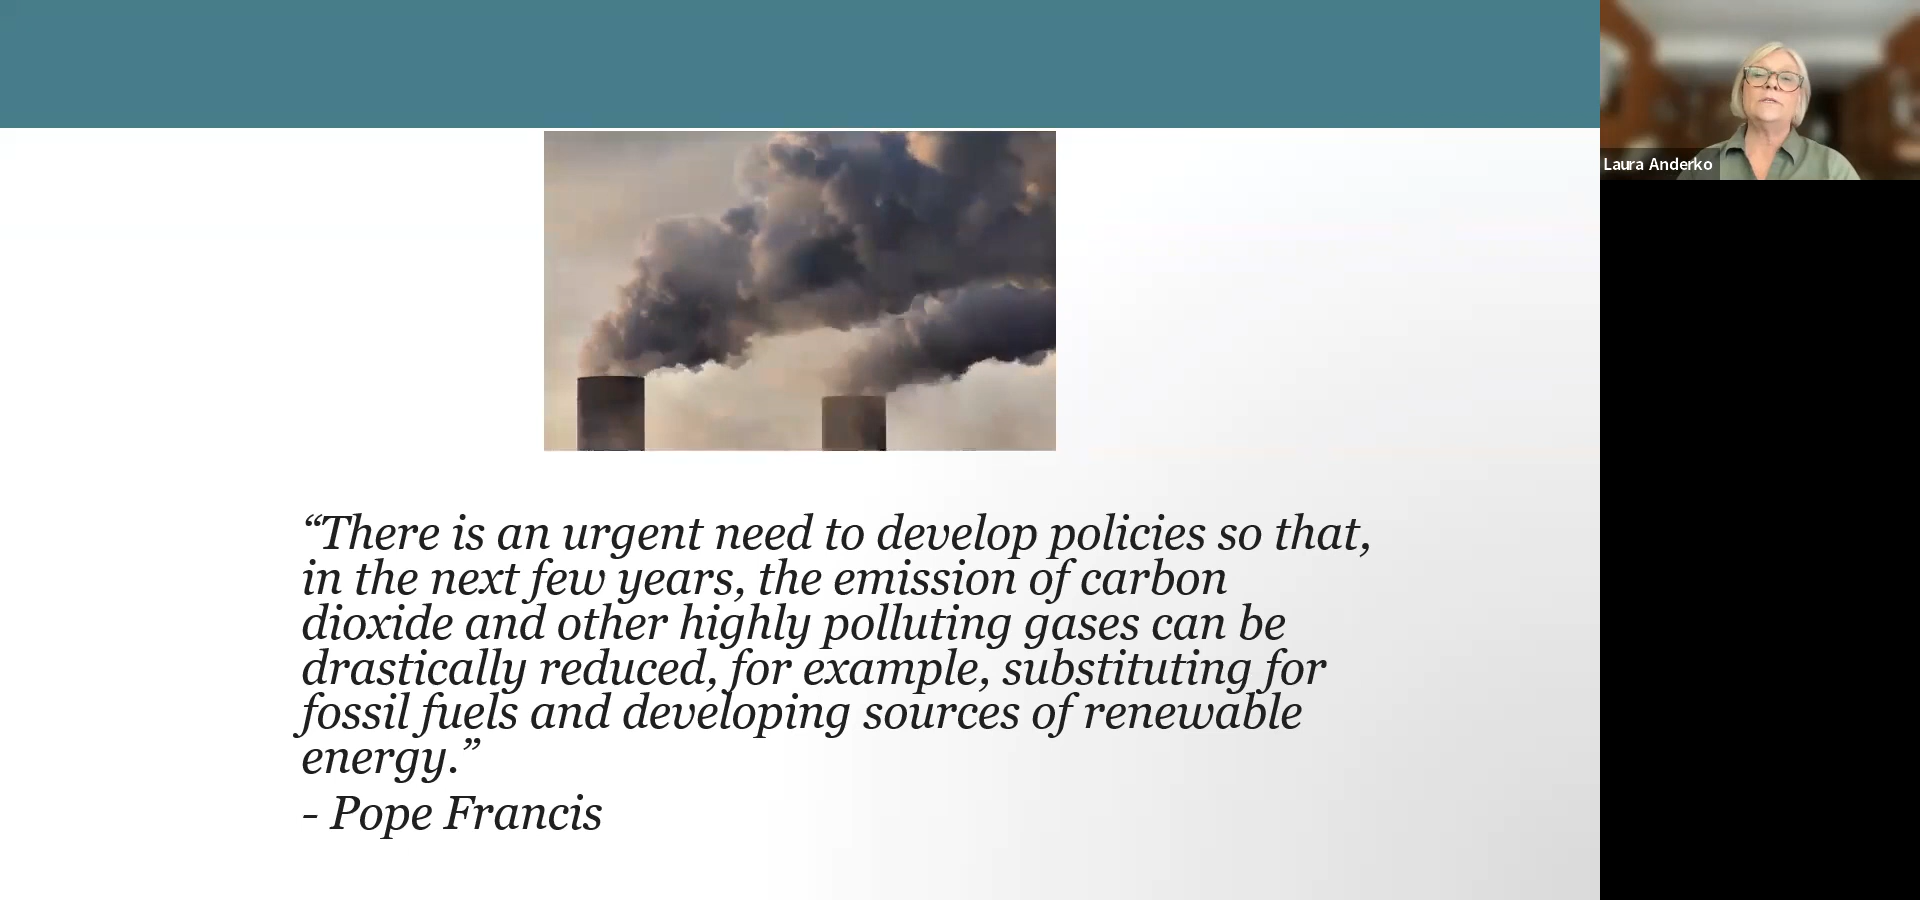 “There is an urgent need to develop policies so that,
in the next few years, the emission of carbon
dioxide and other highly polluting gases can be
drastically reduced, for example, substituting for
fossil fuels and developing sources of renewable
energy.”
- Pope Francis
Laura Anderko